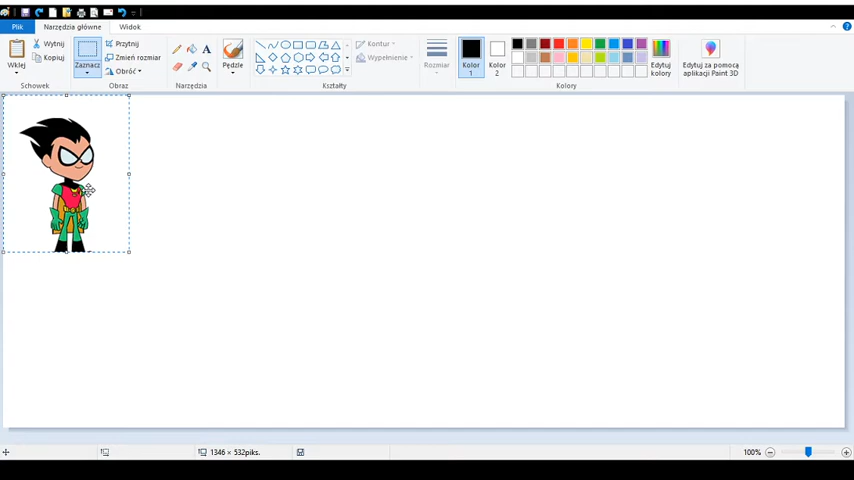 Plik Narzędzia główne Widok
Wklej
Wytnij
Kopiuj
Schowek
Zaznacz
Przytnij
Zmień rozmiar
Obróć
Obraz
A
Narzędzia
Pędzle
Kontur
Wypełnienie
Kształty
Rozmiar
Kolor
1
Kolor
2
Edytuj
kolory
Kolory
Edytuj za pomocą
aplikacji Paint 3D
1346 × 532piks.
100%